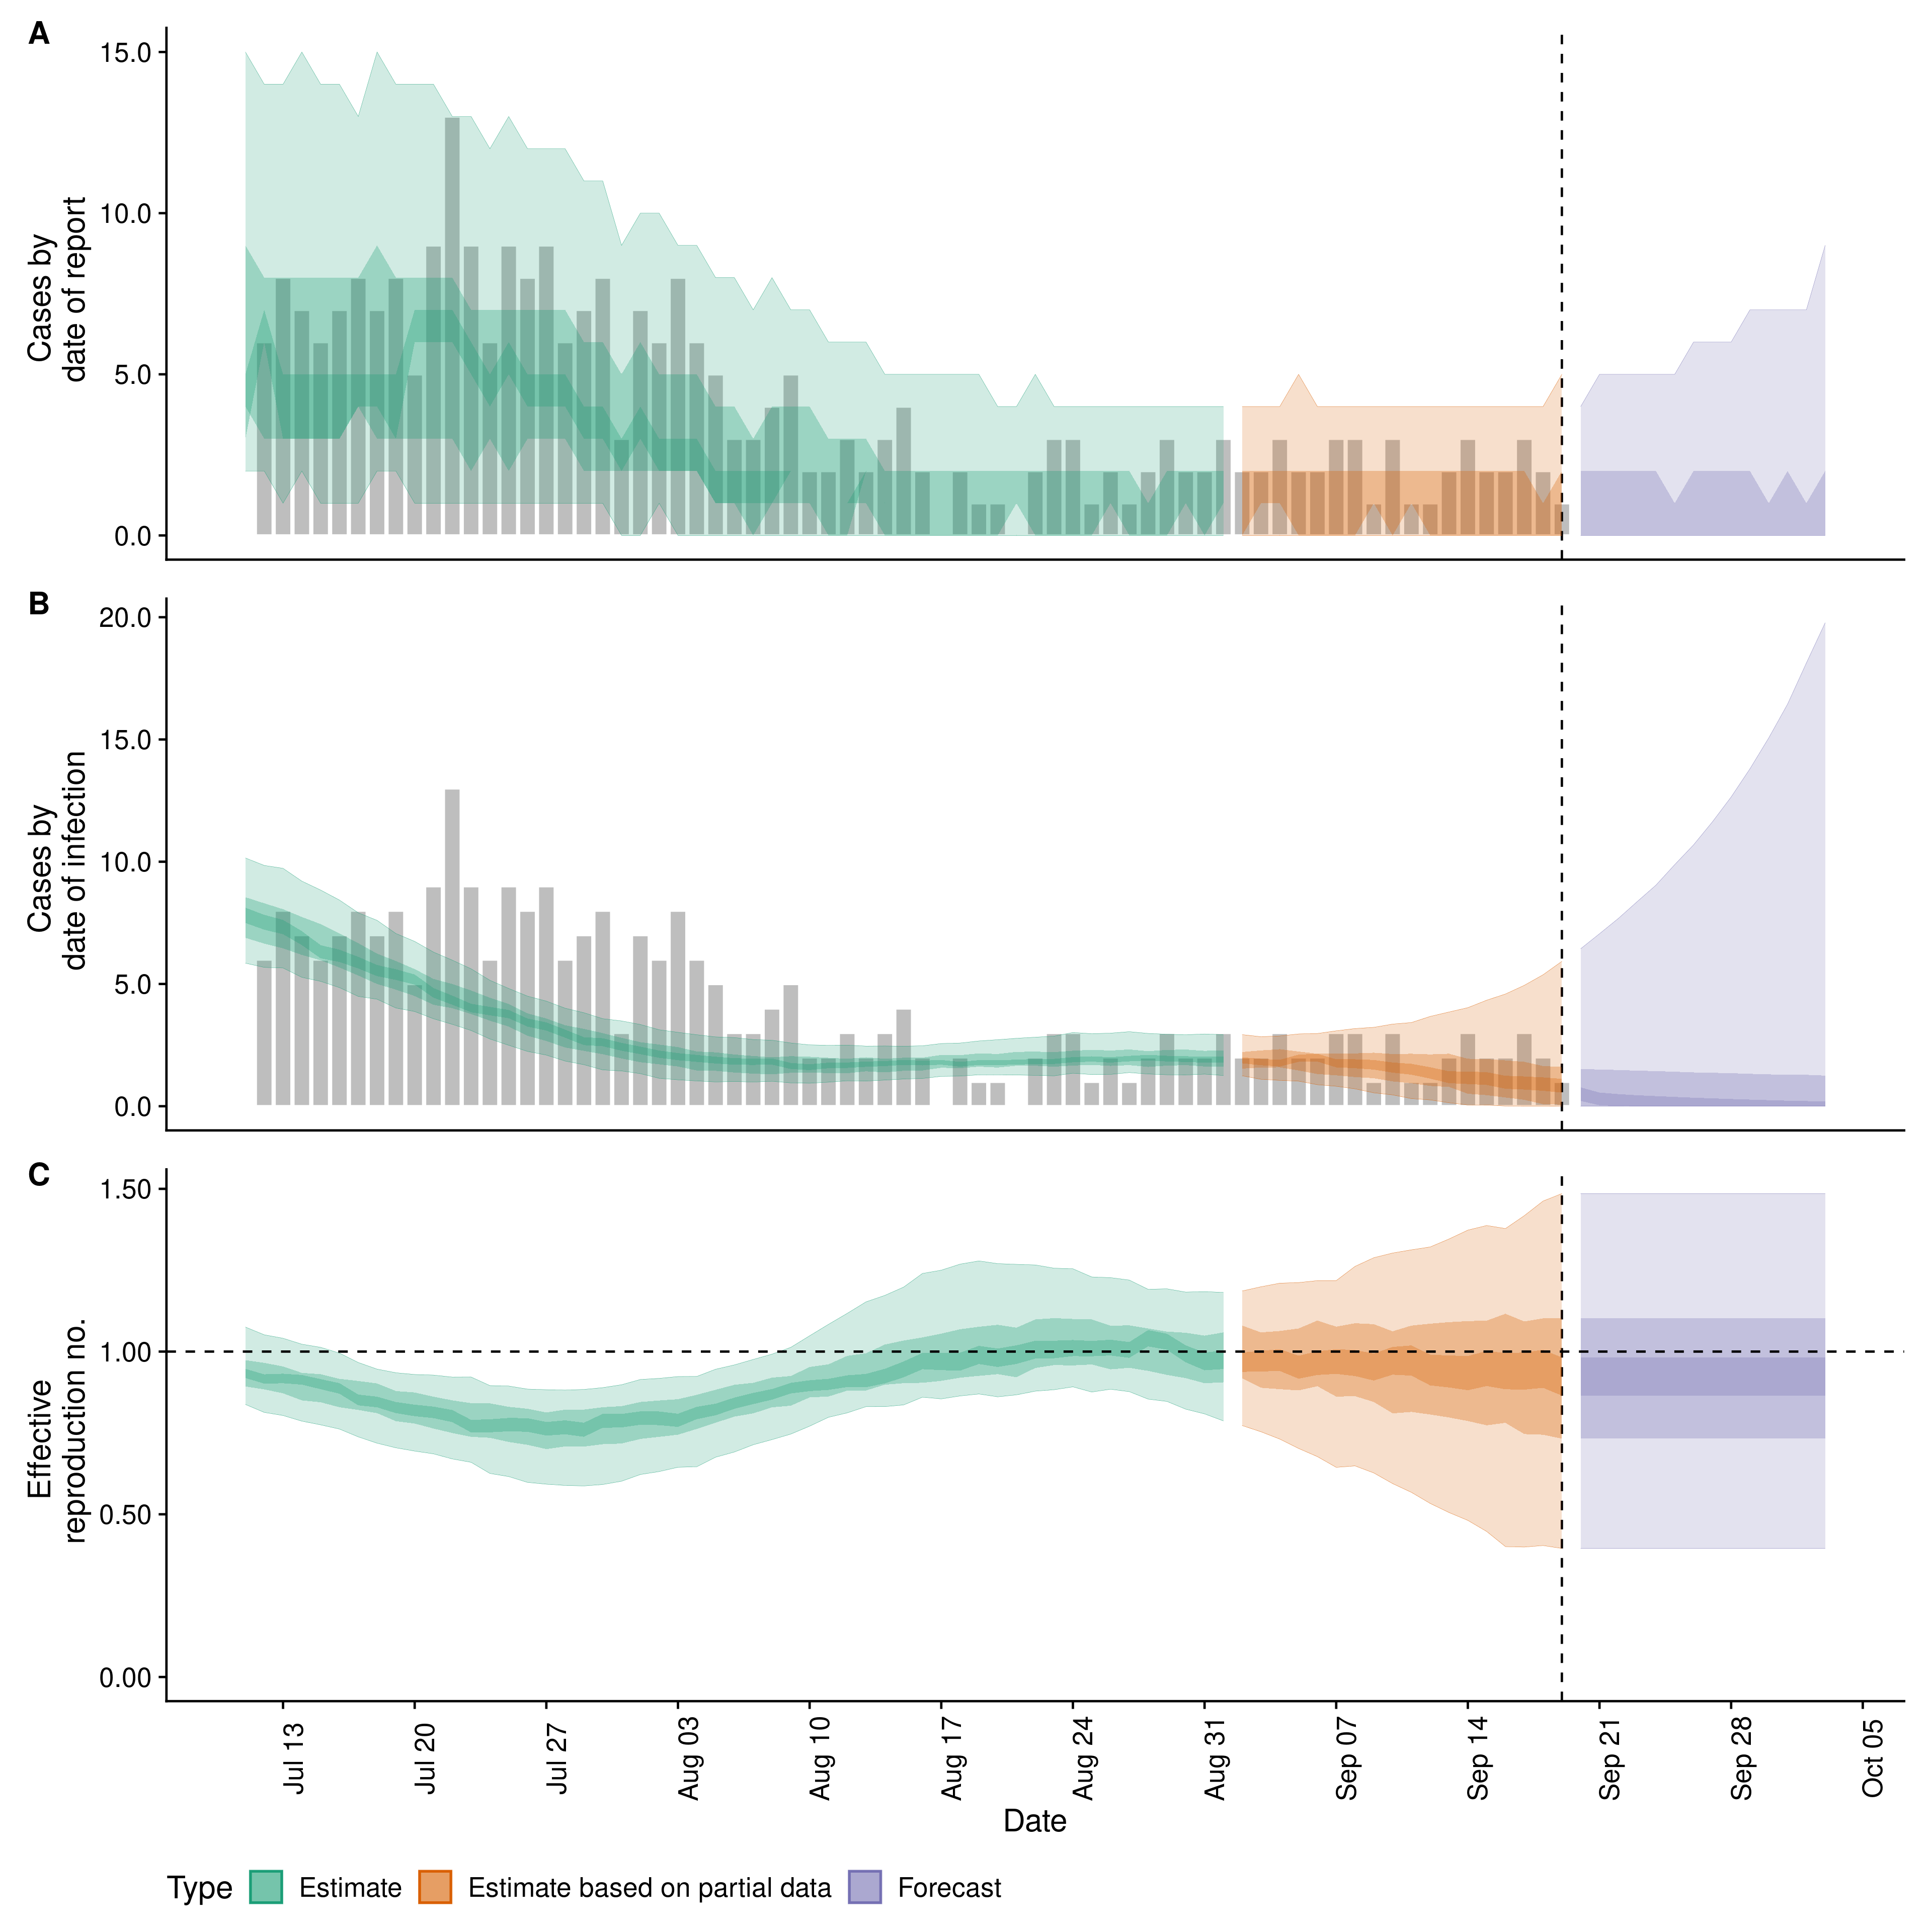 A
Cases by
date of report
15.0
10.0
5.0
0.0
B
Cases by
date of infection
20.0
15.0
10.0
5.0
0.0
C
Effective
reproduction no.
1.50
1.00
0.50
0.00
Jul 13 Jul 20 Jul 27 Aug 03 Aug 10 Aug 17 Aug 24 Aug 31 Sep 07 Sep 14 Sep 21 Sep 28 Oct 05
Date
Type Estimate Estimate based on partial data Forecast